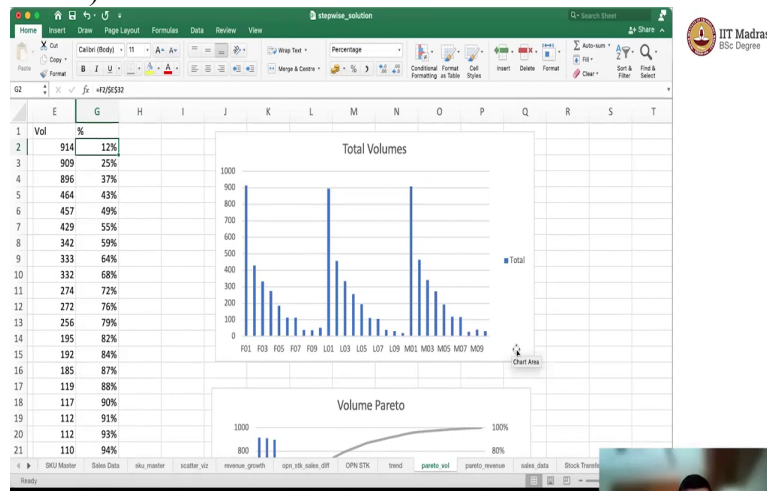 stepwise_solution
Search Sheet
Home Insert Draw Page Layout Formulas Data Review View
Share
Cut
Copy
Format
Paste
Calibri (Body) 11 A A
B I U A
Wrap Text
Merge & Centre
Percentage
%
Conditional Formatting
Format as Table
Cell Styles
Insert Delete Format
Auto-sum
Fill
Clear
Sort & Filter
Find & Select
IIT Madras
BSc Degree
G2 fx =F2/$E$32
E G H I J K L M N O P Q R S T
1 Vol %
2 914 12%
3 909 25%
4 896 37%
5 464 43%
6 457 49%
7 429 55%
8 342 59%
9 333 64%
10 332 68%
11 274 72%
12 272 76%
13 256 79%
14 195 82%
15 192 84%
16 185 87%
17 119 88%
18 117 90%
19 112 91%
20 112 93%
21 110 94%
Total Volumes
1000
900
800
700
600
500
400
300
200
100
0
F01 F03 F05 F07 F09 L01 L03 L05 L07 L09 M01 M03 M05 M07 M09
Total
Chart Area
Volume Pareto
1000 100%
800 80%
SKU Master Sales Data sku_master scatter_viz revenue_growth opn_stk_sales_diff OPN STK trend pareto_vol pareto_revenue sales_data Stock Transfe
Ready